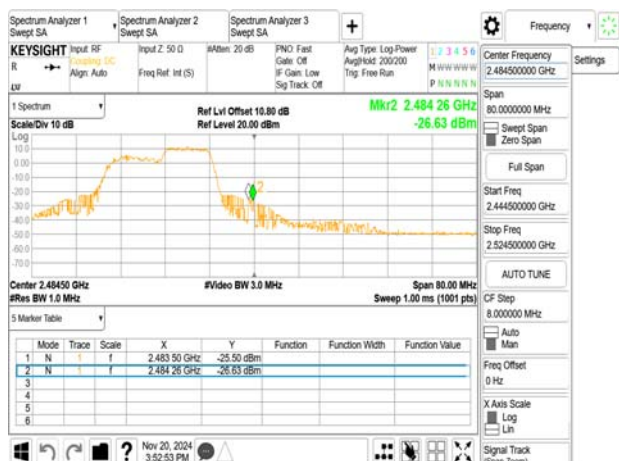 Spectrum Analyzer 1
Swept SA
Spectrum Analyzer 2
Swept SA
Spectrum Analyzer 3
Swept SA
+
Frequency
KEYSIGHT
R
LVI
Input: RF
Coupling: DC
Align: Auto
Input Z: 50 Ω
Freq Ref: Int (S)
#Atten: 20 dB
PNO: Fast
Gate: Off
IF Gain: Low
Sig Track: Off
Avg Type: Log-Power
Avg|Hold: 200/200
Trig: Free Run
1 2 3 4 5 6
M W W W W W
P N N N N N
Settings
1 Spectrum
Scale/Div 10 dB
Log
Ref Lvl Offset 10.80 dB
Ref Level 20.00 dBm
Mkr2 2.484 26 GHz
-26.63 dBm
10.0
0.00
-10.0
-20.0
-30.0
-40.0
-50.0
-60.0
-70.0
2
Center 2.48450 GHz
#Res BW 1.0 MHz
#Video BW 3.0 MHz
Span 80.00 MHz
Sweep 1.00 ms (1001 pts)
5 Marker Table
Mode Trace Scale X Y Function Function Width Function Value
1 N 1 f 2.483 50 GHz -25.50 dBm
2 N 1 f 2.484 26 GHz -26.63 dBm
3
4
5
6
Center Frequency
2.484500000 GHz
Span
80.0000000 MHz
Swept Span
Zero Span
Full Span
Start Freq
2.444500000 GHz
Stop Freq
2.524500000 GHz
AUTO TUNE
CF Step
8.000000 MHz
Auto
Man
Freq Offset
0 Hz
X Axis Scale
Log
Lin
Signal Track
(Span Zoom)
?
Nov 20, 2024
3:52:53 PM